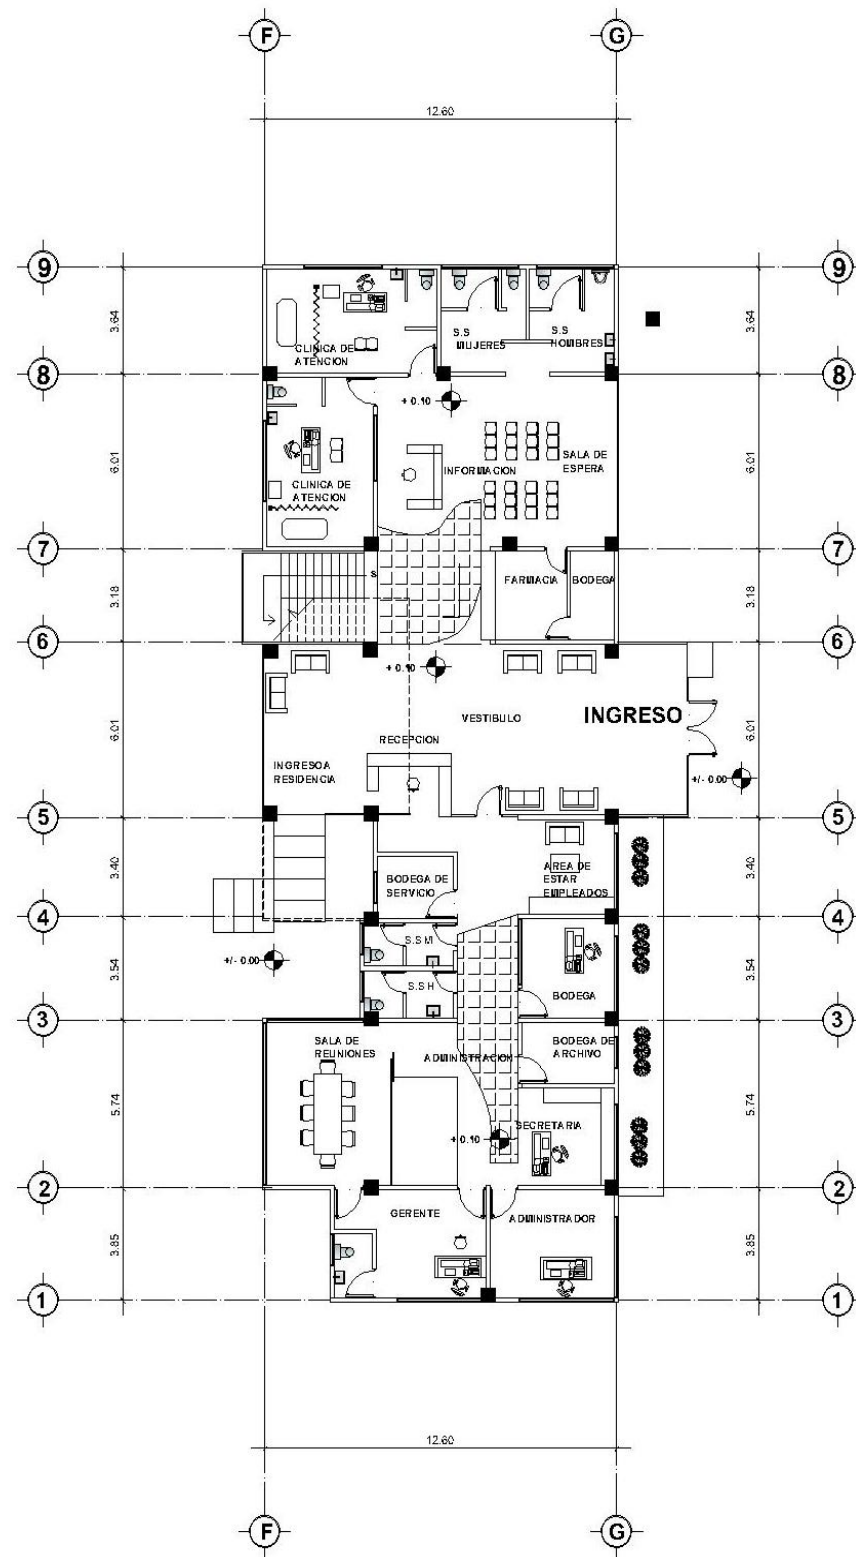 F
G
12.60
9
9
3.64
3.64
CLINICA DE
ATENCION
S.S
MUJERES
S.S
HOMBRES
8
8
+ 0.10
6.01
6.01
INFORMACION
SALA DE
ESPERA
CLINICA DE
ATENCION
7
7
S
FARMACIA
BODEGA
3.18
3.18
6
6
+ 0.10
VESTIBULO
INGRESO
RECEPCION
6.01
6.01
INGRESO A
RESIDENCIA
+/- 0.00
5
5
3.40
3.40
BODEGA DE
SERVICIO
AREA DE
ESTAR
EMPLEADOS
4
4
S.S M
+/- 0.00
3.54
3.54
S.S H
BODEGA
3
3
SALA DE
REUNIONES
ADMINISTRACION
BODEGA DE
ARCHIVO
5.74
5.74
SECRETARIA
+ 0.10
2
2
GERENTE
ADMINISTRADOR
3.85
3.85
1
1
12.60
F
G